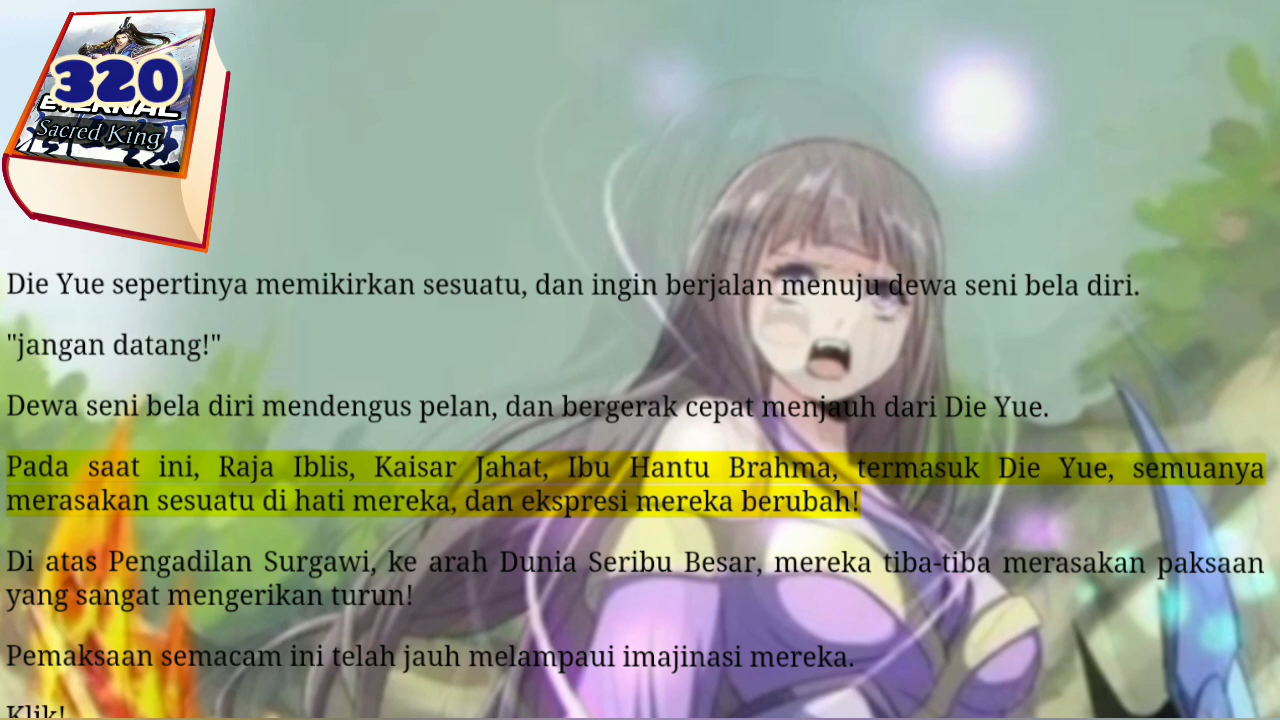 320
ETERNAL
Sacred King
Die Yue sepertinya memikirkan sesuatu, dan ingin berjalan menuju dewa seni bela diri.
"jangan datang!"
Dewa seni bela diri mendengus pelan, dan bergerak cepat menjauh dari Die Yue.
Pada saat ini, Raja Iblis, Kaisar Jahat, Ibu Hantu Brahma, termasuk Die Yue, semuanya
merasakan sesuatu di hati mereka, dan ekspresi mereka berubah!
Di atas Pengadilan Surgawi, ke arah Dunia Seribu Besar, mereka tiba-tiba merasakan paksaan
yang sangat mengerikan turun!
Pemaksaan semacam ini telah jauh melampaui imajinasi mereka.
Klik!